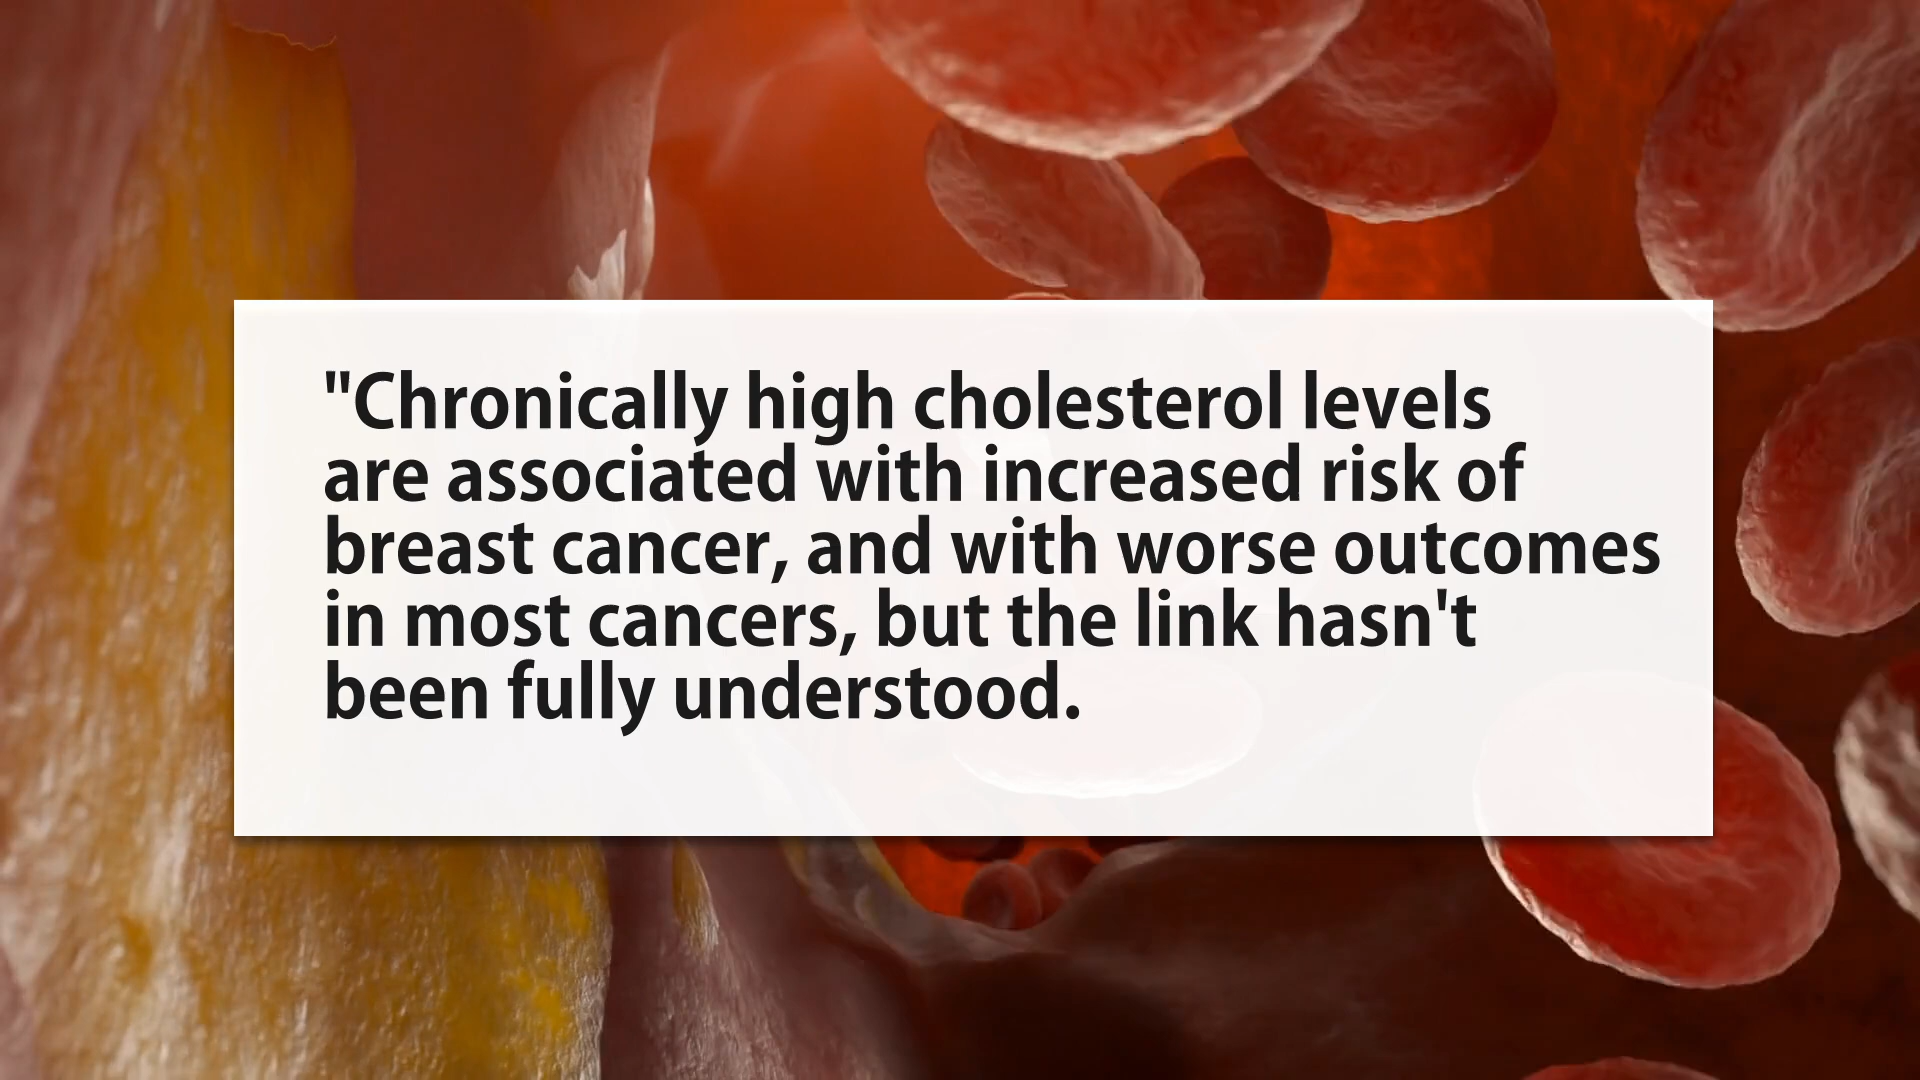 "Chronically high cholesterol levels
are associated with increased risk of
breast cancer, and with worse outcomes
in most cancers, but the link hasn't
been fully understood.